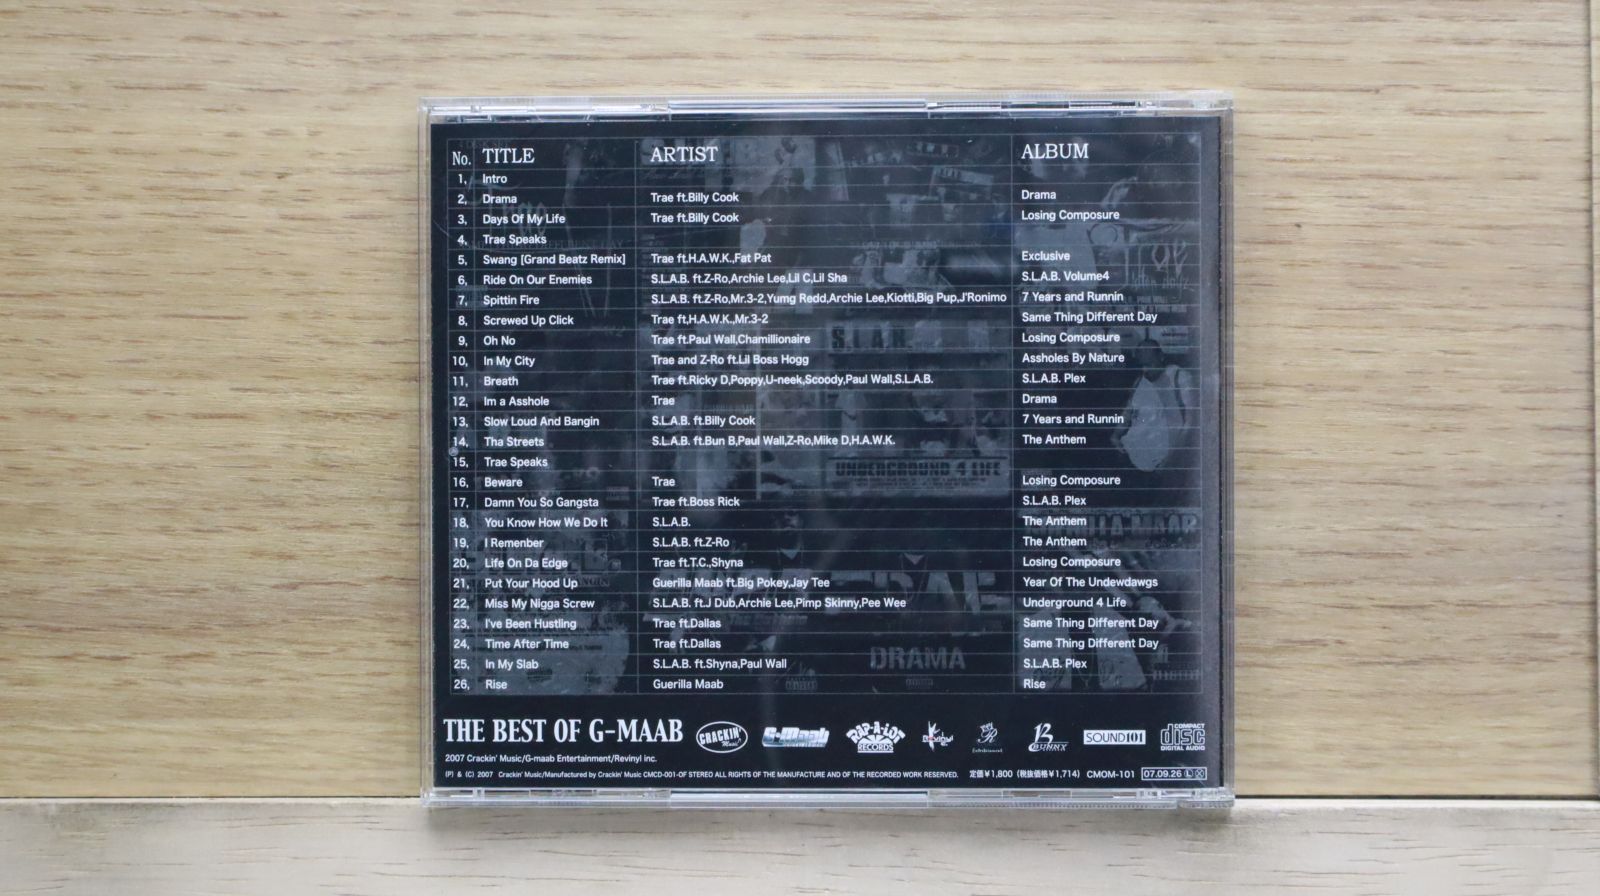 No. TITLE ARTIST ALBUM
1, Intro
2, Drama Trae ft.Billy Cook Drama
3, Days Of My Life Trae ft.Billy Cook Losing Composure
4, Trae Speaks
5, Swang [Grand Beatz Remix] Trae ft.H.A.W.K.,Fat Pat Exclusive
6, Ride On Our Enemies S.L.A.B. ft.Z-Ro,Archie Lee,Lil C,Lil Sha S.L.A.B. Volume4
7, Spittin Fire S.L.A.B. ft.Z-Ro,Mr.3-2,Yumg Redd,Archie Lee,Kiotti,Big Pup,J'Ronimo 7 Years and Runnin
8, Screwed Up Click Trae ft,H.A.W.K.,Mr.3-2 Same Thing Different Day
9, Oh No Trae ft.Paul Wall,Chamillionaire Losing Composure
10, In My City Trae and Z-Ro ft.Lil Boss Hogg Assholes By Nature
11, Breath Trae ft.Ricky D,Poppy,U-neek,Scoody,Paul Wall,S.L.A.B. S.L.A.B. Plex
12, Im a Asshole Trae Drama
13, Slow Loud And Bangin S.L.A.B. ft.Billy Cook 7 Years and Runnin
14, Tha Streets S.L.A.B. ft.Bun B,Paul Wall,Z-Ro,Mike D,H.A.W.K. The Anthem
15, Trae Speaks
16, Beware Trae Losing Composure
17, Damn You So Gangsta Trae ft.Boss Rick S.L.A.B. Plex
18, You Know How We Do It S.L.A.B. The Anthem
19, I Remenber S.L.A.B. ft.Z-Ro The Anthem
20, Life On Da Edge Trae ft.T.C.,Shyna Losing Composure
21, Put Your Hood Up Guerilla Maab ft.Big Pokey,Jay Tee Year Of The Undewdawgs
22, Miss My Nigga Screw S.L.A.B. ft.J Dub,Archie Lee,Pimp Skinny,Pee Wee Underground 4 Life
23, I've Been Hustling Trae ft.Dallas Same Thing Different Day
24, Time After Time Trae ft.Dallas Same Thing Different Day
25, In My Slab S.L.A.B. ft.Shyna,Paul Wall S.L.A.B. Plex
26, Rise Guerilla Maab Rise
S.L.A.B.
UNDERGROUND 4 LIFE
DRAMA
THE BEST OF G-MAAB CRACKIN' Music G-Maab RAP-A-LOT RECORDS Revinyl R Entertainment B BUNNY SOUND101 COMPACT disc DIGITAL AUDIO
2007 Crackin' Music/G-maab Entertainment/Revinyl inc.
(P) & (C) 2007 Crackin' Music/Manufactured by Crackin' Music CMCD-001-OF STEREO ALL RIGHTS OF THE MANUFACTURE AND OF THE RECORDED WORK RESERVED. 定価¥1,800 (税抜価格¥1,714) CMOM-101 07.09.26 Ⓛ Ⓧ